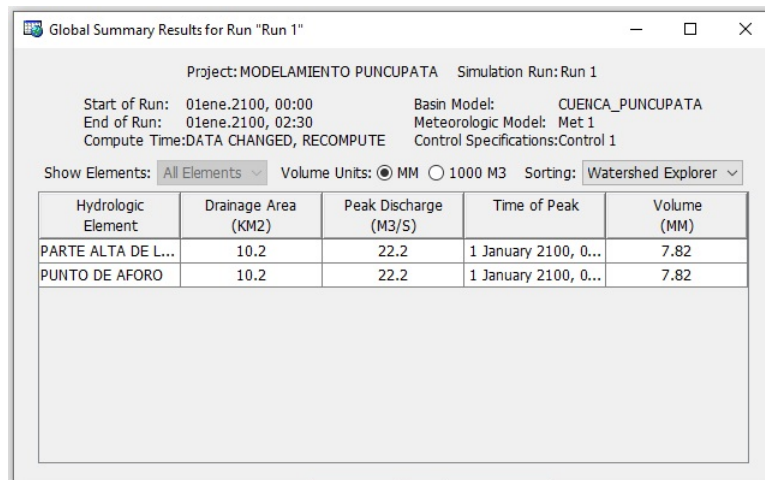 Global Summary Results for Run "Run 1"
Project: MODELAMIENTO PUNCUPATA Simulation Run: Run 1
Start of Run: 01ene.2100, 00:00 Basin Model: CUENCA_PUNCUPATA
End of Run: 01ene.2100, 02:30 Meteorologic Model: Met 1
Compute Time:DATA CHANGED, RECOMPUTE Control Specifications:Control 1
Show Elements: All Elements Volume Units: MM 1000 M3 Sorting: Watershed Explorer
Hydrologic Drainage Area Peak Discharge Time of Peak Volume
Element (KM2) (M3/S) (MM)
PARTE ALTA DE L... 10.2 22.2 1 January 2100, 0... 7.82
PUNTO DE AFORO 10.2 22.2 1 January 2100, 0... 7.82